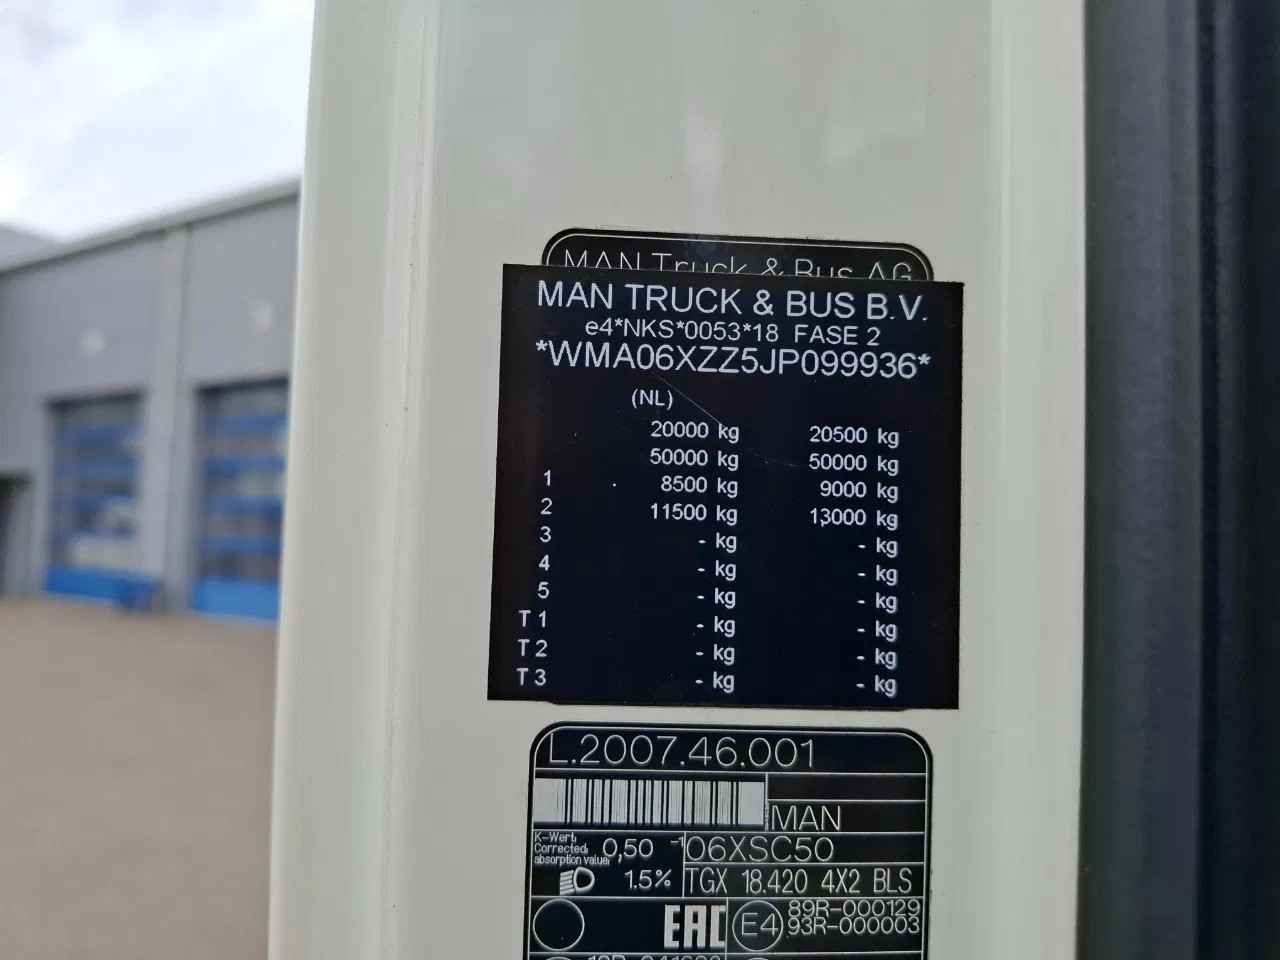 MAN Truck & Bus AG
MAN TRUCK & BUS B.V.
e4*NKS*0053*18 FASE 2
*WMA06XZZ5JP099936*
(NL)
20000 kg 20500 kg
50000 kg 50000 kg
1 8500 kg 9000 kg
2 11500 kg 13000 kg
3 - kg - kg
4 - kg - kg
5 - kg - kg
T1 - kg - kg
T2 - kg - kg
T3 - kg - kg
L.2007.46.001
MAN
K-Wert:
Corrected: 0,50 -1 06XSC50
absorption value:
1.5% TGX 18.420 4X2 BLS
EAC E4 89R-000129
93R-000003